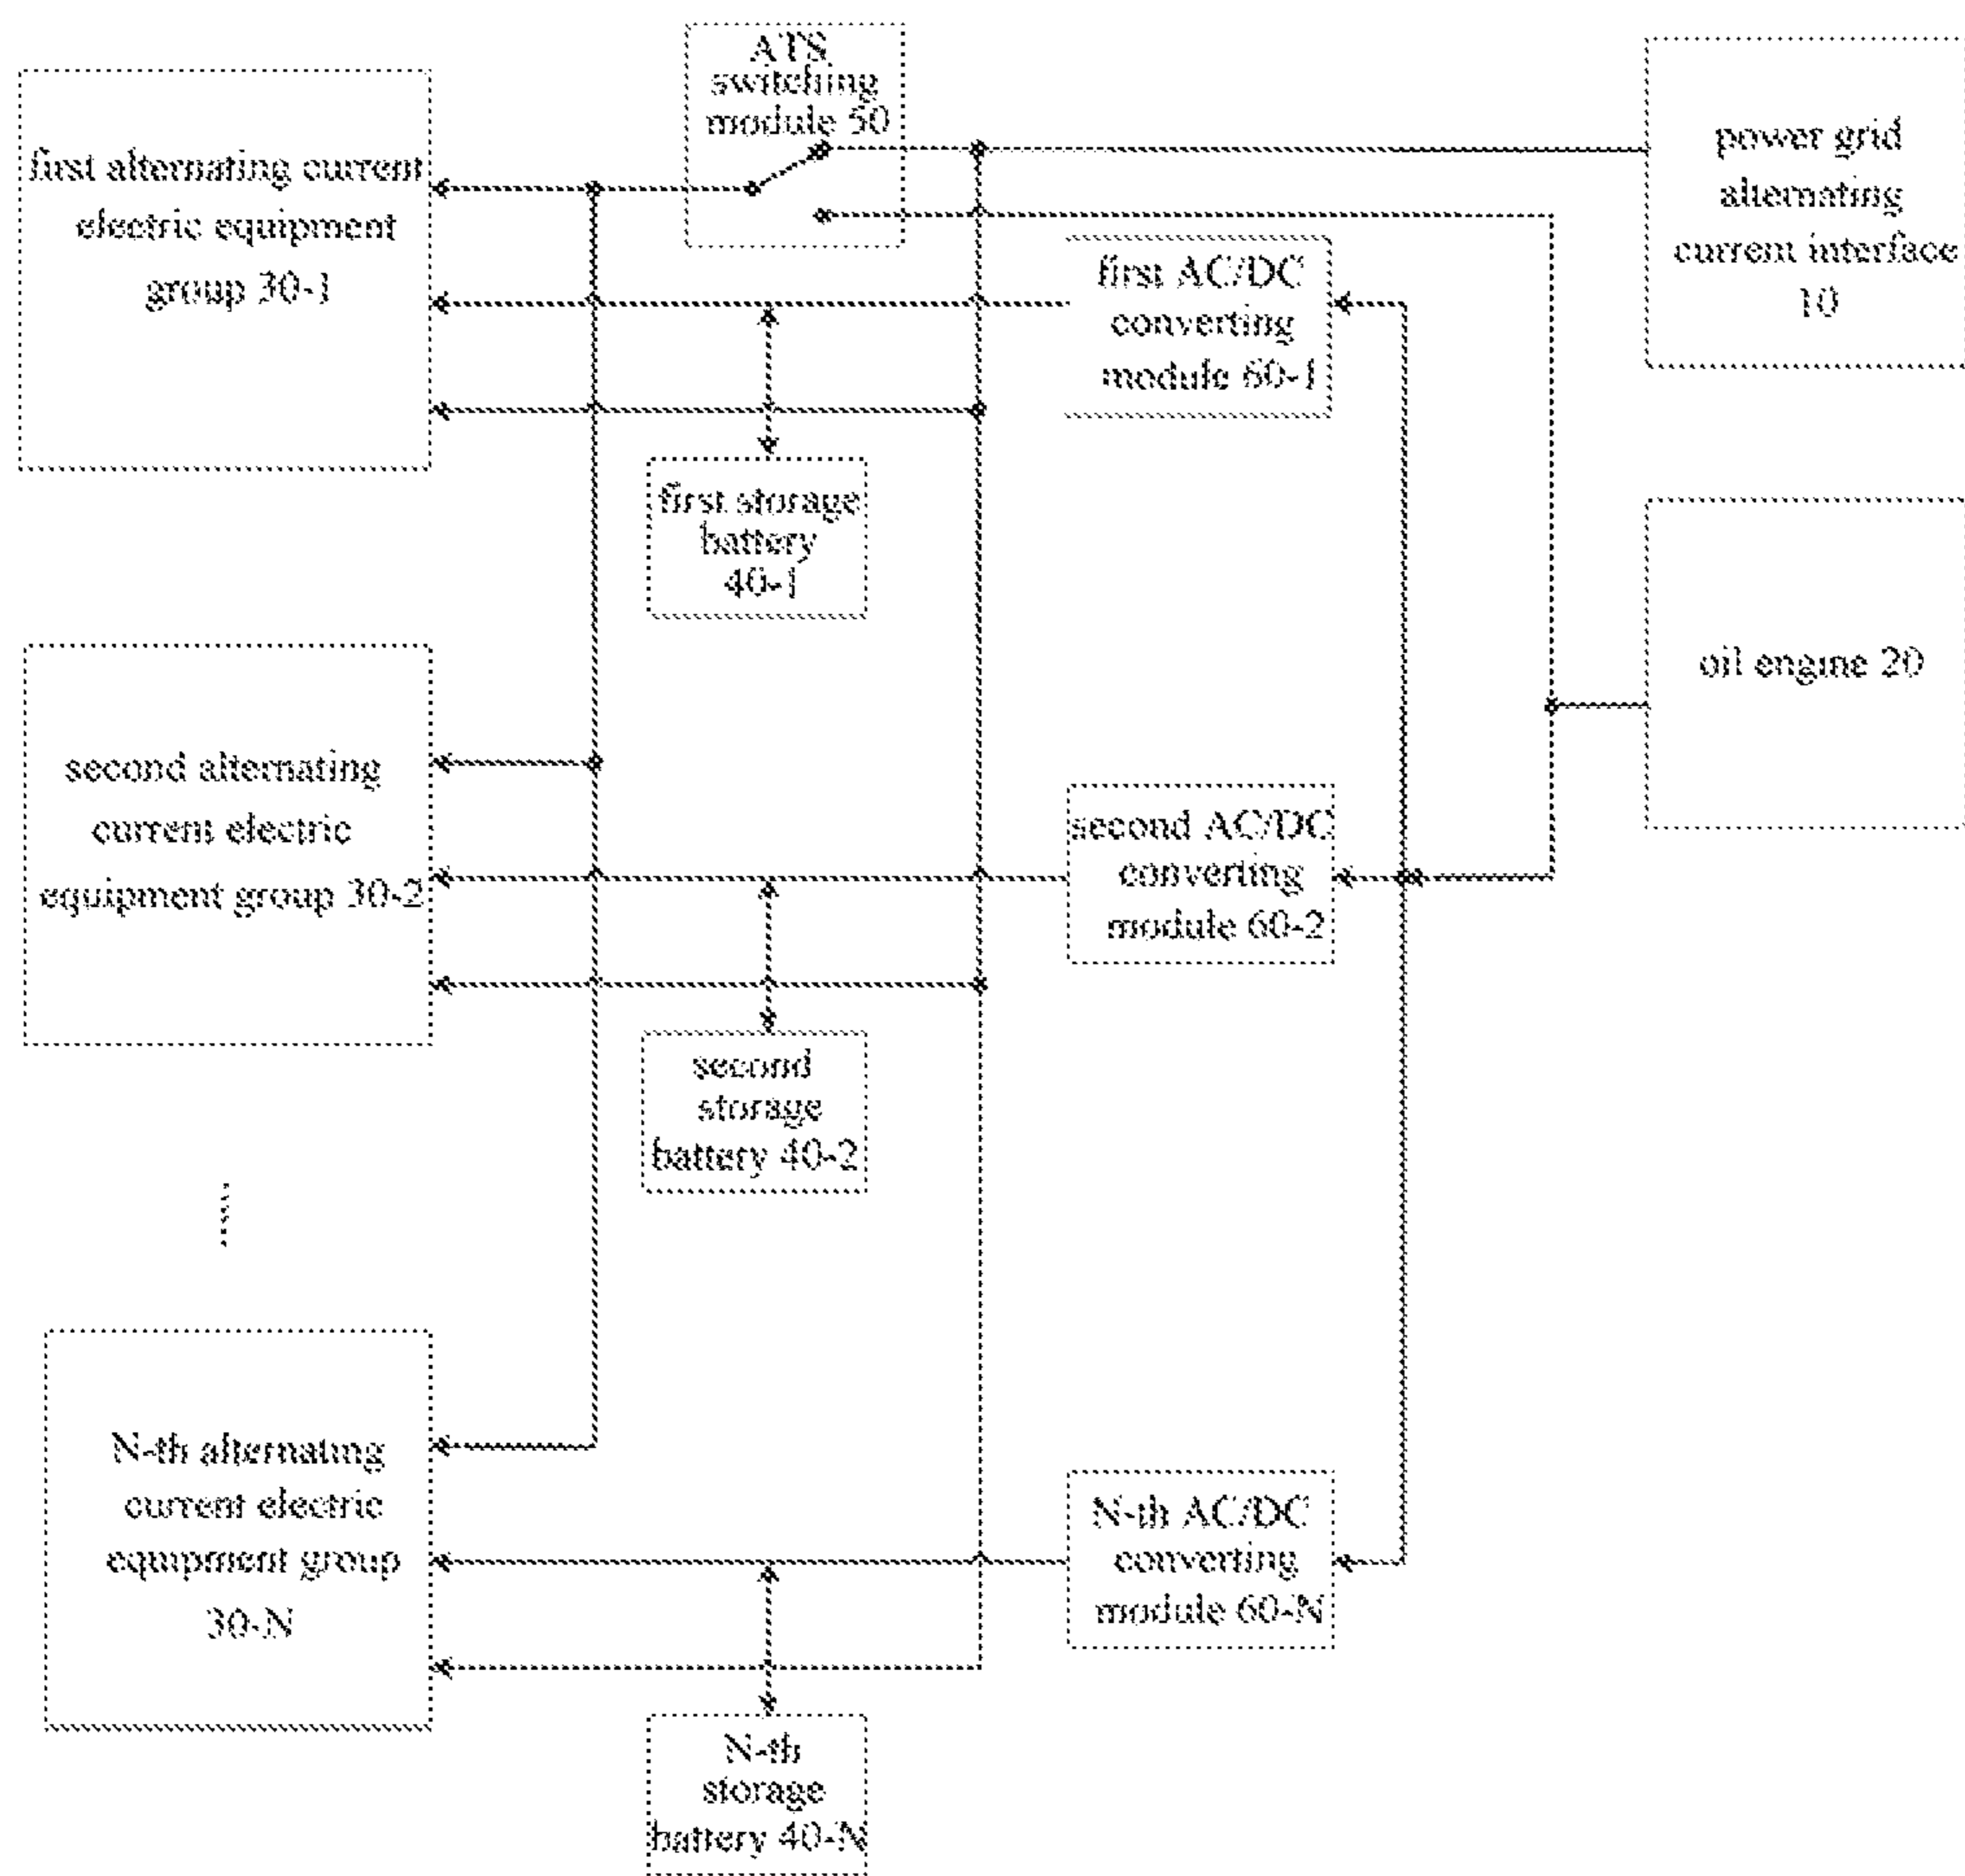 ATS
switching
module 50
first alternating current
electric equipment
group 30-1
power grid
alternating
current interface
10
first AC/DC
converting
module 60-1
first storage
battery
40-1
oil engine 20
second alternating
current electric
equipment group 30-2
second AC/DC
converting
module 60-2
second
storage
battery 40-2
N-th alternating
current electric
equipment group
30-N
N-th AC/DC
converting
module 60-N
N-th
storage
battery 40-N